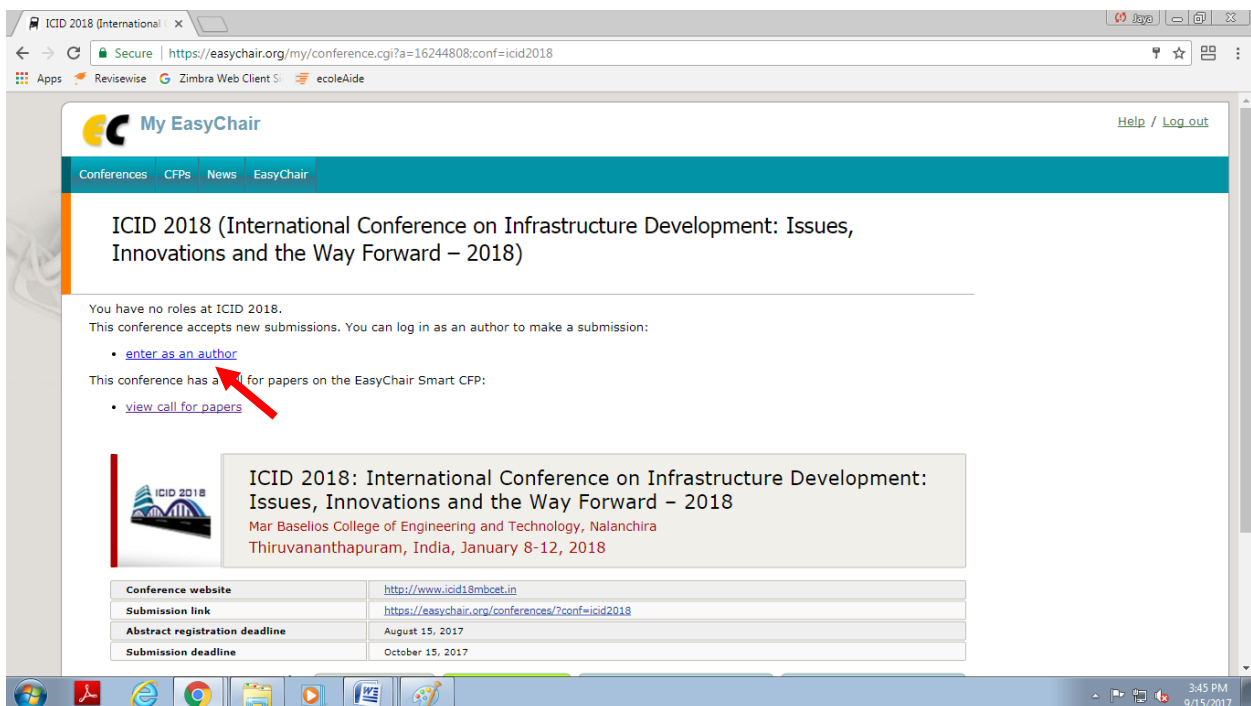 ICID 2018 (International
Jaya
Secure | https://easychair.org/my/conference.cgi?a=16244808;conf=icid2018
Apps Revisewise Zimbra Web Client Si ecoleAide
My EasyChair
Help / Log out
Conferences CFPs News EasyChair
ICID 2018 (International Conference on Infrastructure Development: Issues,
Innovations and the Way Forward – 2018)
You have no roles at ICID 2018.
This conference accepts new submissions. You can log in as an author to make a submission:
• enter as an author
This conference has a call for papers on the EasyChair Smart CFP:
• view call for papers
ICID 2018
ICID 2018: International Conference on Infrastructure Development:
Issues, Innovations and the Way Forward – 2018
Mar Baselios College of Engineering and Technology, Nalanchira
Thiruvananthapuram, India, January 8-12, 2018
Conference website http://www.icid18mbcet.in
Submission link https://easychair.org/conferences/?conf=icid2018
Abstract registration deadline August 15, 2017
Submission deadline October 15, 2017
3:45 PM
9/15/2017